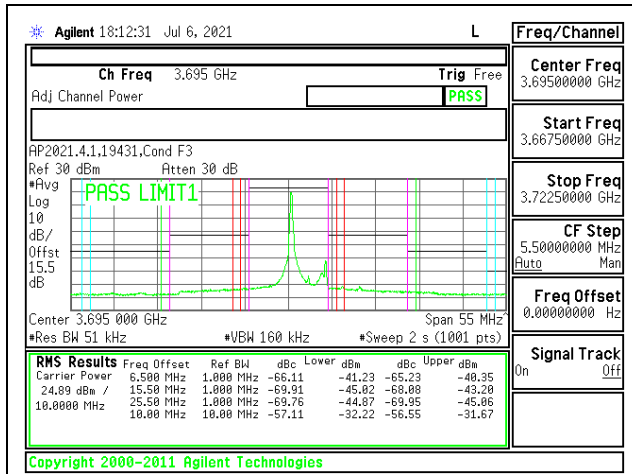 Agilent 18:12:31 Jul 6, 2021 L
Freq/Channel
Ch Freq 3.695 GHz Trig Free
Adj Channel Power PASS
AP2021.4.1,19431,Cond F3
Ref 30 dBm Atten 30 dB
#Avg
Log
10
dB/
Offst
15.5
dB
PASS LIMIT1
Center 3.695 000 GHz Span 55 MHz
#Res BW 51 kHz #VBW 160 kHz #Sweep 2 s (1001 pts)
RMS Results Freq Offset Ref BW dBc Lower dBm dBc Upper dBm
Carrier Power 6.500 MHz 1.000 MHz -66.11 -41.23 -65.23 -40.35
24.89 dBm / 15.50 MHz 1.000 MHz -69.91 -45.02 -68.08 -43.20
10.0000 MHz 25.50 MHz 1.000 MHz -69.76 -44.87 -69.95 -45.06
10.00 MHz 10.00 MHz -57.11 -32.22 -56.55 -31.67
Copyright 2000-2011 Agilent Technologies
Center Freq
3.69500000 GHz
Start Freq
3.66750000 GHz
Stop Freq
3.72250000 GHz
CF Step
5.50000000 MHz
Auto Man
Freq Offset
0.00000000 Hz
Signal Track
On Off